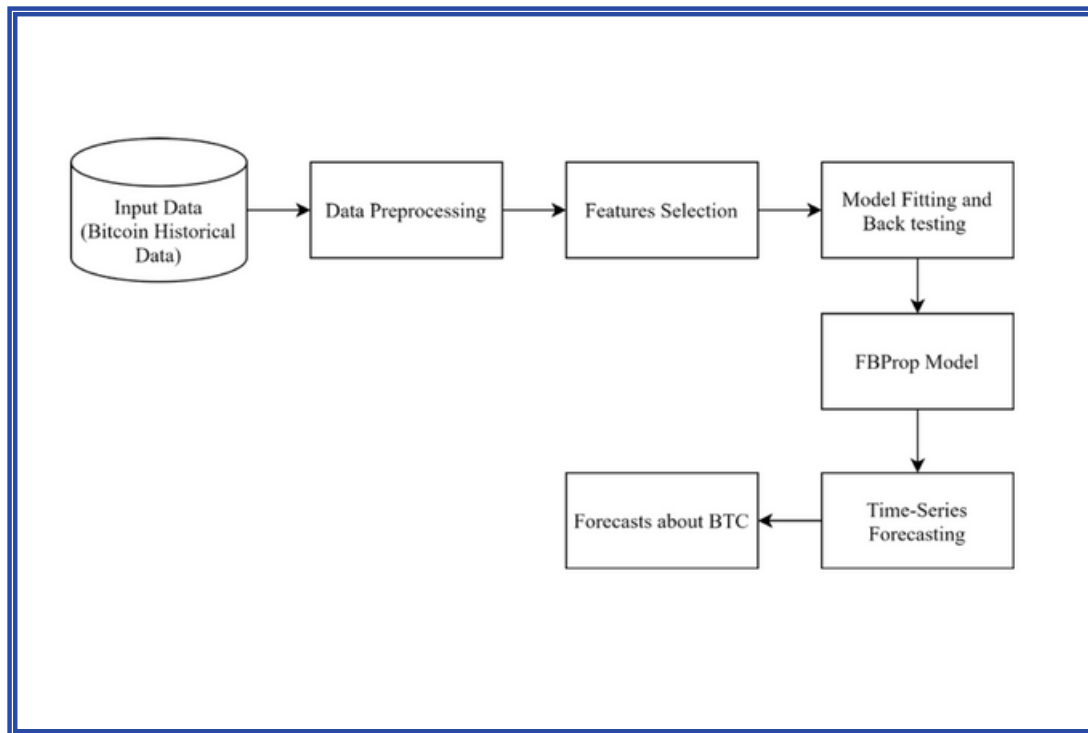 Input Data
(Bitcoin Historical
Data)
Data Preprocessing
Features Selection
Model Fitting and
Back testing
FBProp Model
Time-Series
Forecasting
Forecasts about BTC